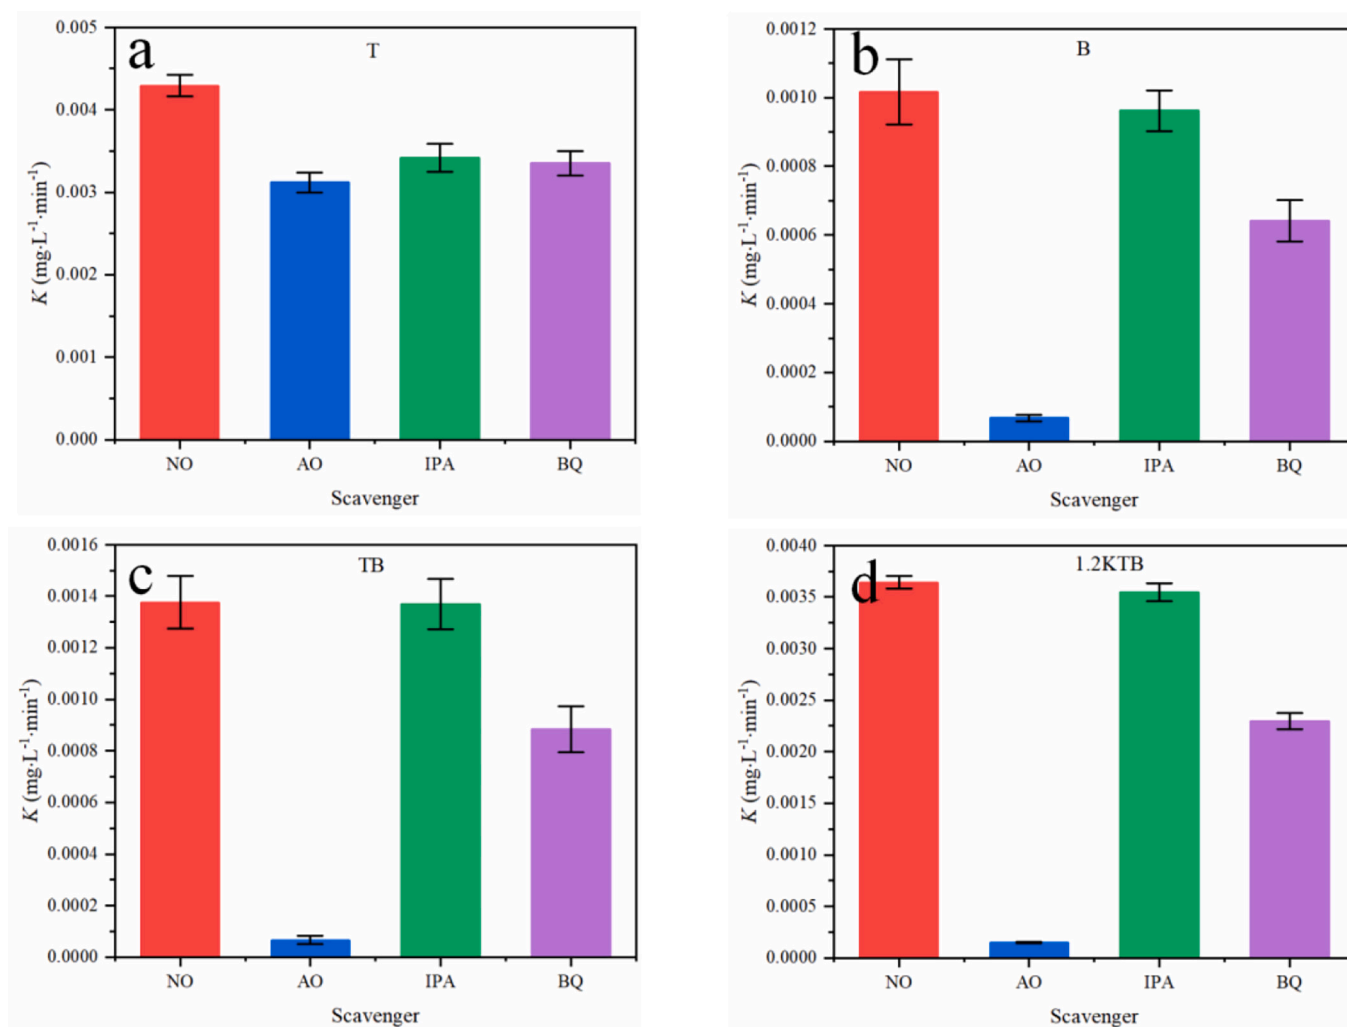 a
T
0.005
0.004
0.003
0.002
0.001
0.000
K (mg·L⁻¹·min⁻¹)
NO AO IPA BQ
Scavenger
b
B
0.0012
0.0010
0.0008
0.0006
0.0004
0.0002
0.0000
K (mg·L⁻¹·min⁻¹)
NO AO IPA BQ
Scavenger
c
TB
0.0016
0.0014
0.0012
0.0010
0.0008
0.0006
0.0004
0.0002
0.0000
K (mg·L⁻¹·min⁻¹)
NO AO IPA BQ
Scavenger
d
1.2KTB
0.0040
0.0035
0.0030
0.0025
0.0020
0.0015
0.0010
0.0005
0.0000
K (mg·L⁻¹·min⁻¹)
NO AO IPA BQ
Scavenger